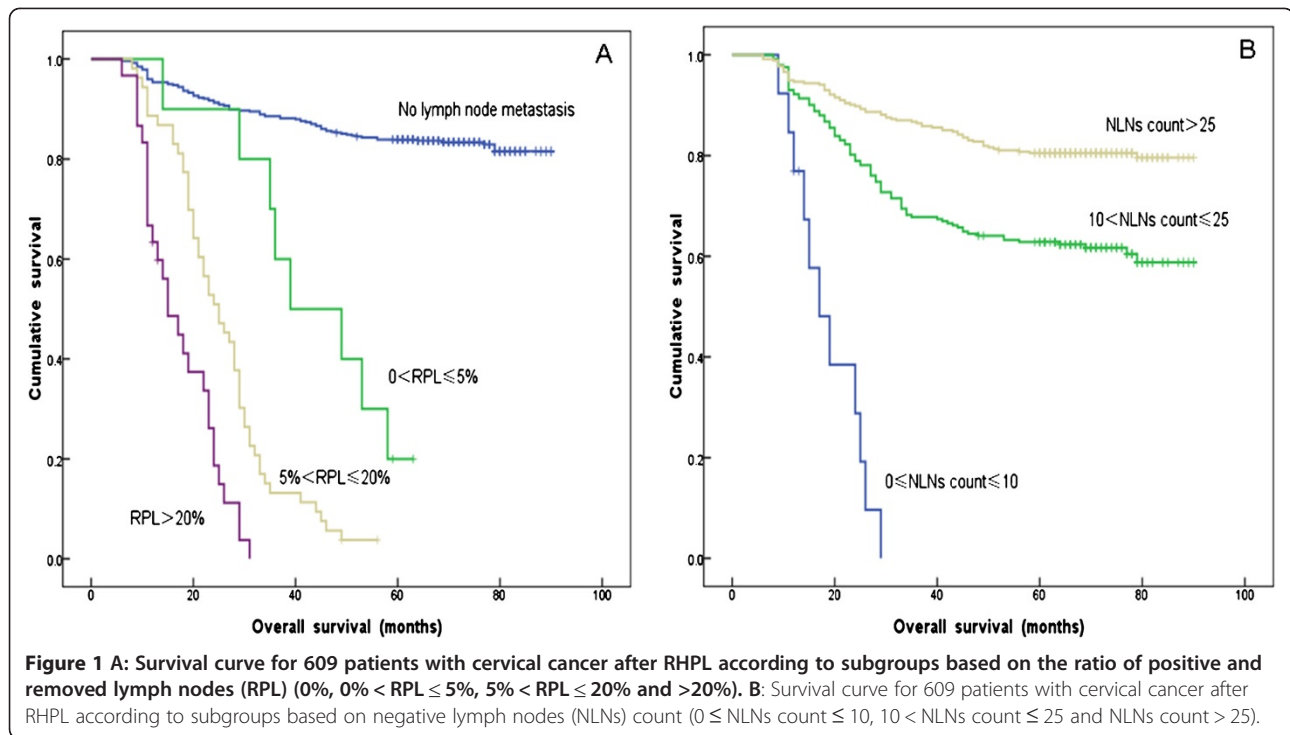 A
1.0
0.8
0.6
0.4
0.2
0.0
Cumulative survival
No lymph node metastasis
0<RPL≤5%
5%<RPL≤20%
RPL>20%
0 20 40 60 80 100
Overall survival (months)
B
1.0
0.8
0.6
0.4
0.2
0.0
Cumulative survival
NLNs count>25
10<NLNs count≤25
0≤NLNs count≤10
0 20 40 60 80 100
Overall survival (months)
Figure 1 A: Survival curve for 609 patients with cervical cancer after RHPL according to subgroups based on the ratio of positive and
removed lymph nodes (RPL) (0%, 0% < RPL ≤ 5%, 5% < RPL ≤ 20% and >20%). B: Survival curve for 609 patients with cervical cancer after
RHPL according to subgroups based on negative lymph nodes (NLNs) count (0 ≤ NLNs count ≤ 10, 10 < NLNs count ≤ 25 and NLNs count > 25).